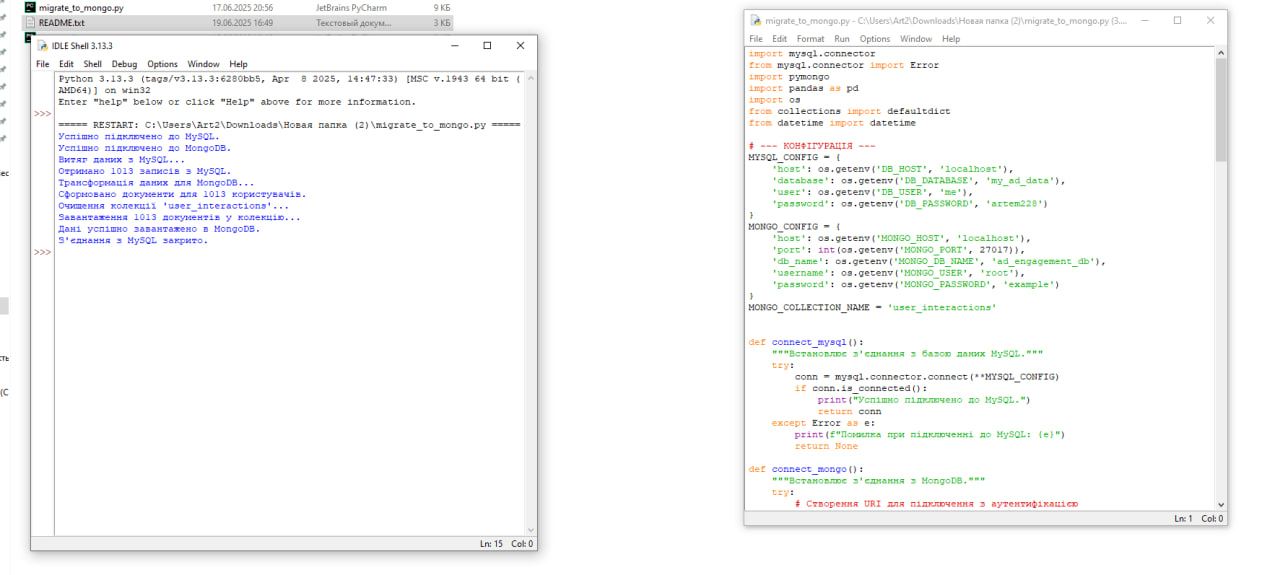 migrate_to_mongo.py 17.06.2025 20:56 JetBrains PyCharm 9 КБ
README.txt 19.06.2025 16:49 Текстовый докум... 3 КБ
IDLE Shell 3.13.3
File Edit Shell Debug Options Window Help
Python 3.13.3 (tags/v3.13.3:6280bb5, Apr  8 2025, 14:47:33) [MSC v.1943 64 bit (
AMD64)] on win32
Enter "help" below or click "Help" above for more information.
>>>
===== RESTART: C:\Users\Art2\Downloads\Новая папка (2)\migrate_to_mongo.py =====
Успішно підключено до MySQL.
Успішно підключено до MongoDB.
Витяг даних з MySQL...
Отримано 1013 записів з MySQL.
Трансформація даних для MongoDB...
Сформовано документи для 1013 користувачів.
Очищення колекції 'user_interactions'...
Завантаження 1013 документів у колекцію...
Дані успішно завантажено в MongoDB.
З'єднання з MySQL закрито.
>>>
Ln: 15 Col: 0
migrate_to_mongo.py - C:\Users\Art2\Downloads\Новая папка (2)\migrate_to_mongo.py (3....
File Edit Format Run Options Window Help
import mysql.connector
from mysql.connector import Error
import pymongo
import pandas as pd
import os
from collections import defaultdict
from datetime import datetime
# --- КОНФІГУРАЦІЯ ---
MYSQL_CONFIG = {
    'host': os.getenv('DB_HOST', 'localhost'),
    'database': os.getenv('DB_DATABASE', 'my_ad_data'),
    'user': os.getenv('DB_USER', 'me'),
    'password': os.getenv('DB_PASSWORD', 'artem228')
}
MONGO_CONFIG = {
    'host': os.getenv('MONGO_HOST', 'localhost'),
    'port': int(os.getenv('MONGO_PORT', 27017)),
    'db_name': os.getenv('MONGO_DB_NAME', 'ad_engagement_db'),
    'username': os.getenv('MONGO_USER', 'root'),
    'password': os.getenv('MONGO_PASSWORD', 'example')
}
MONGO_COLLECTION_NAME = 'user_interactions'
def connect_mysql():
    """Встановлює з'єднання з базою даних MySQL."""
    try:
        conn = mysql.connector.connect(**MYSQL_CONFIG)
        if conn.is_connected():
            print("Успішно підключено до MySQL.")
            return conn
    except Error as e:
        print(f"Помилка при підключенні до MySQL: {e}")
        return None
def connect_mongo():
    """Встановлює з'єднання з MongoDB."""
    try:
        # Створення URI для підключення з аутентифікацією
Ln: 1 Col: 0